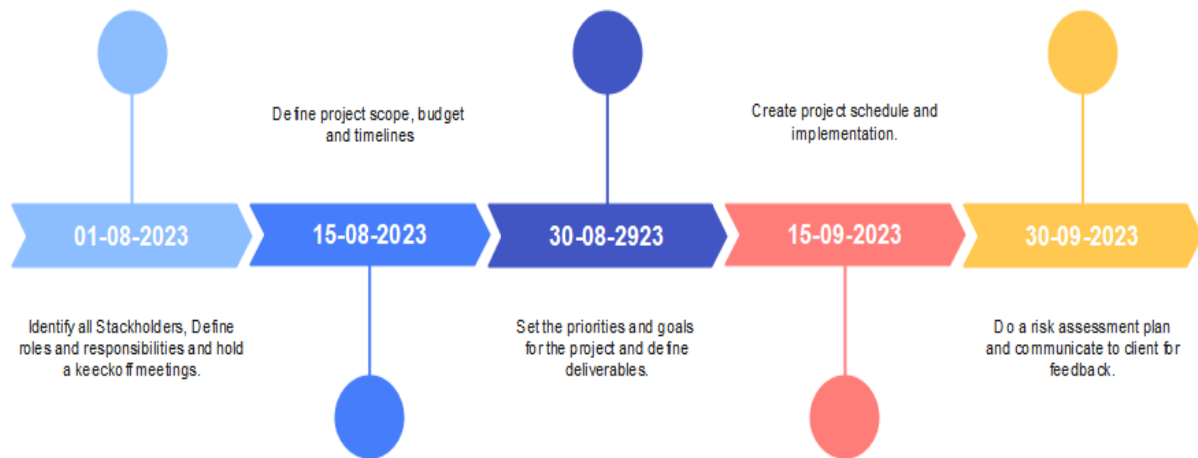 Define project scope, budget
and timelines
Create project schedule and
implementation.
01-08-2023
15-08-2023
30-08-2923
15-09-2023
30-09-2023
Identify all Stackholders, Define
roles and responsibilities and hold
a keeckoff meetings.
Set the priorities and goals
for the project and define
deliverables.
Do a risk assessment plan
and communicate to client for
feedback.